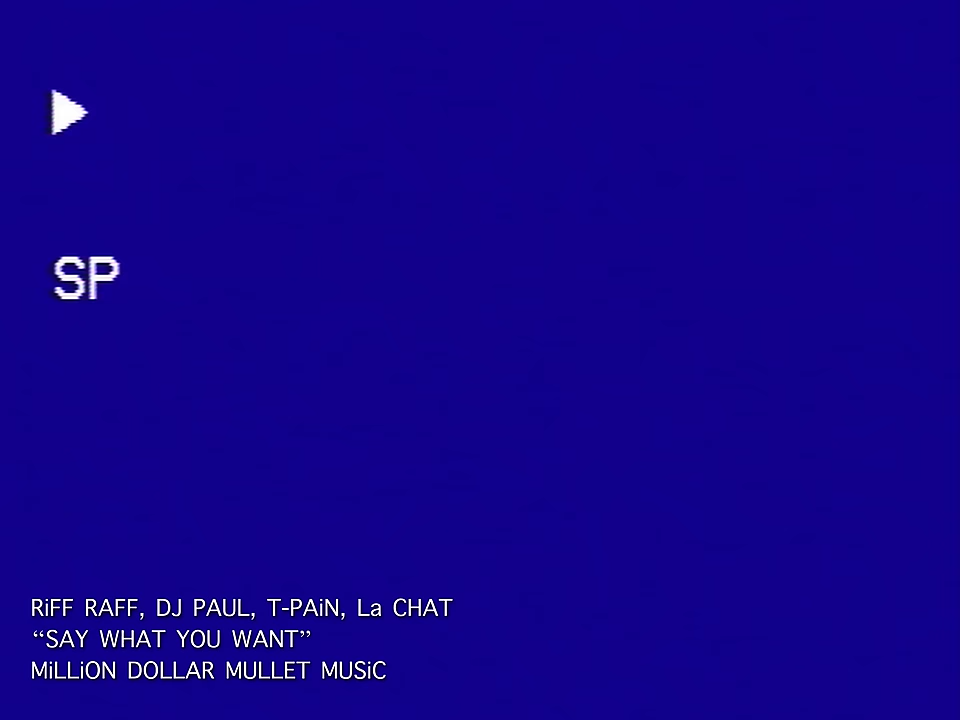 SP
RiFF RAFF, DJ PAUL, T-PAiN, La CHAT
“SAY WHAT YOU WANT”
MiLLiON DOLLAR MULLET MUSiC